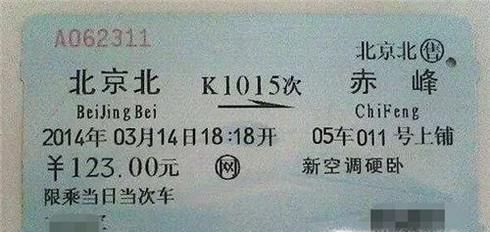 A062311
北京北 售
北京北 K1015次 赤峰
BeiJingBei ChiFeng
2014年03月14日18:18开 05车011号上铺
¥123.00元 网 新空调硬卧
限乘当日当次车